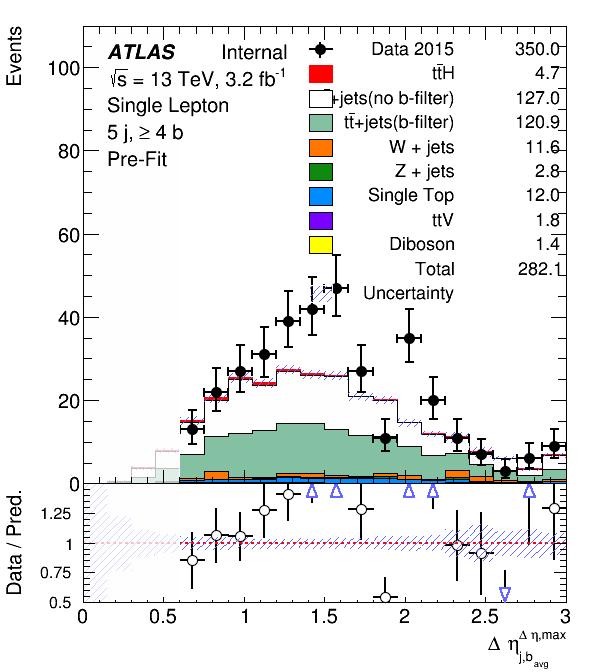 Events
100
80
60
40
20
0
ATLAS Internal
√s = 13 TeV, 3.2 fb⁻¹
Single Lepton
5 j, ≥ 4 b
Pre-Fit
Data 2015 350.0
tt̄H 4.7
+jets(no b-filter) 127.0
tt̄+jets(b-filter) 120.9
W + jets 11.6
Z + jets 2.8
Single Top 12.0
ttV 1.8
Diboson 1.4
Total 282.1
Uncertainty
Data / Pred.
1.25
1
0.75
0.5
0 0.5 1 1.5 2 2.5 3
Δ η^{Δ η,max}_{j,b_{avg}}